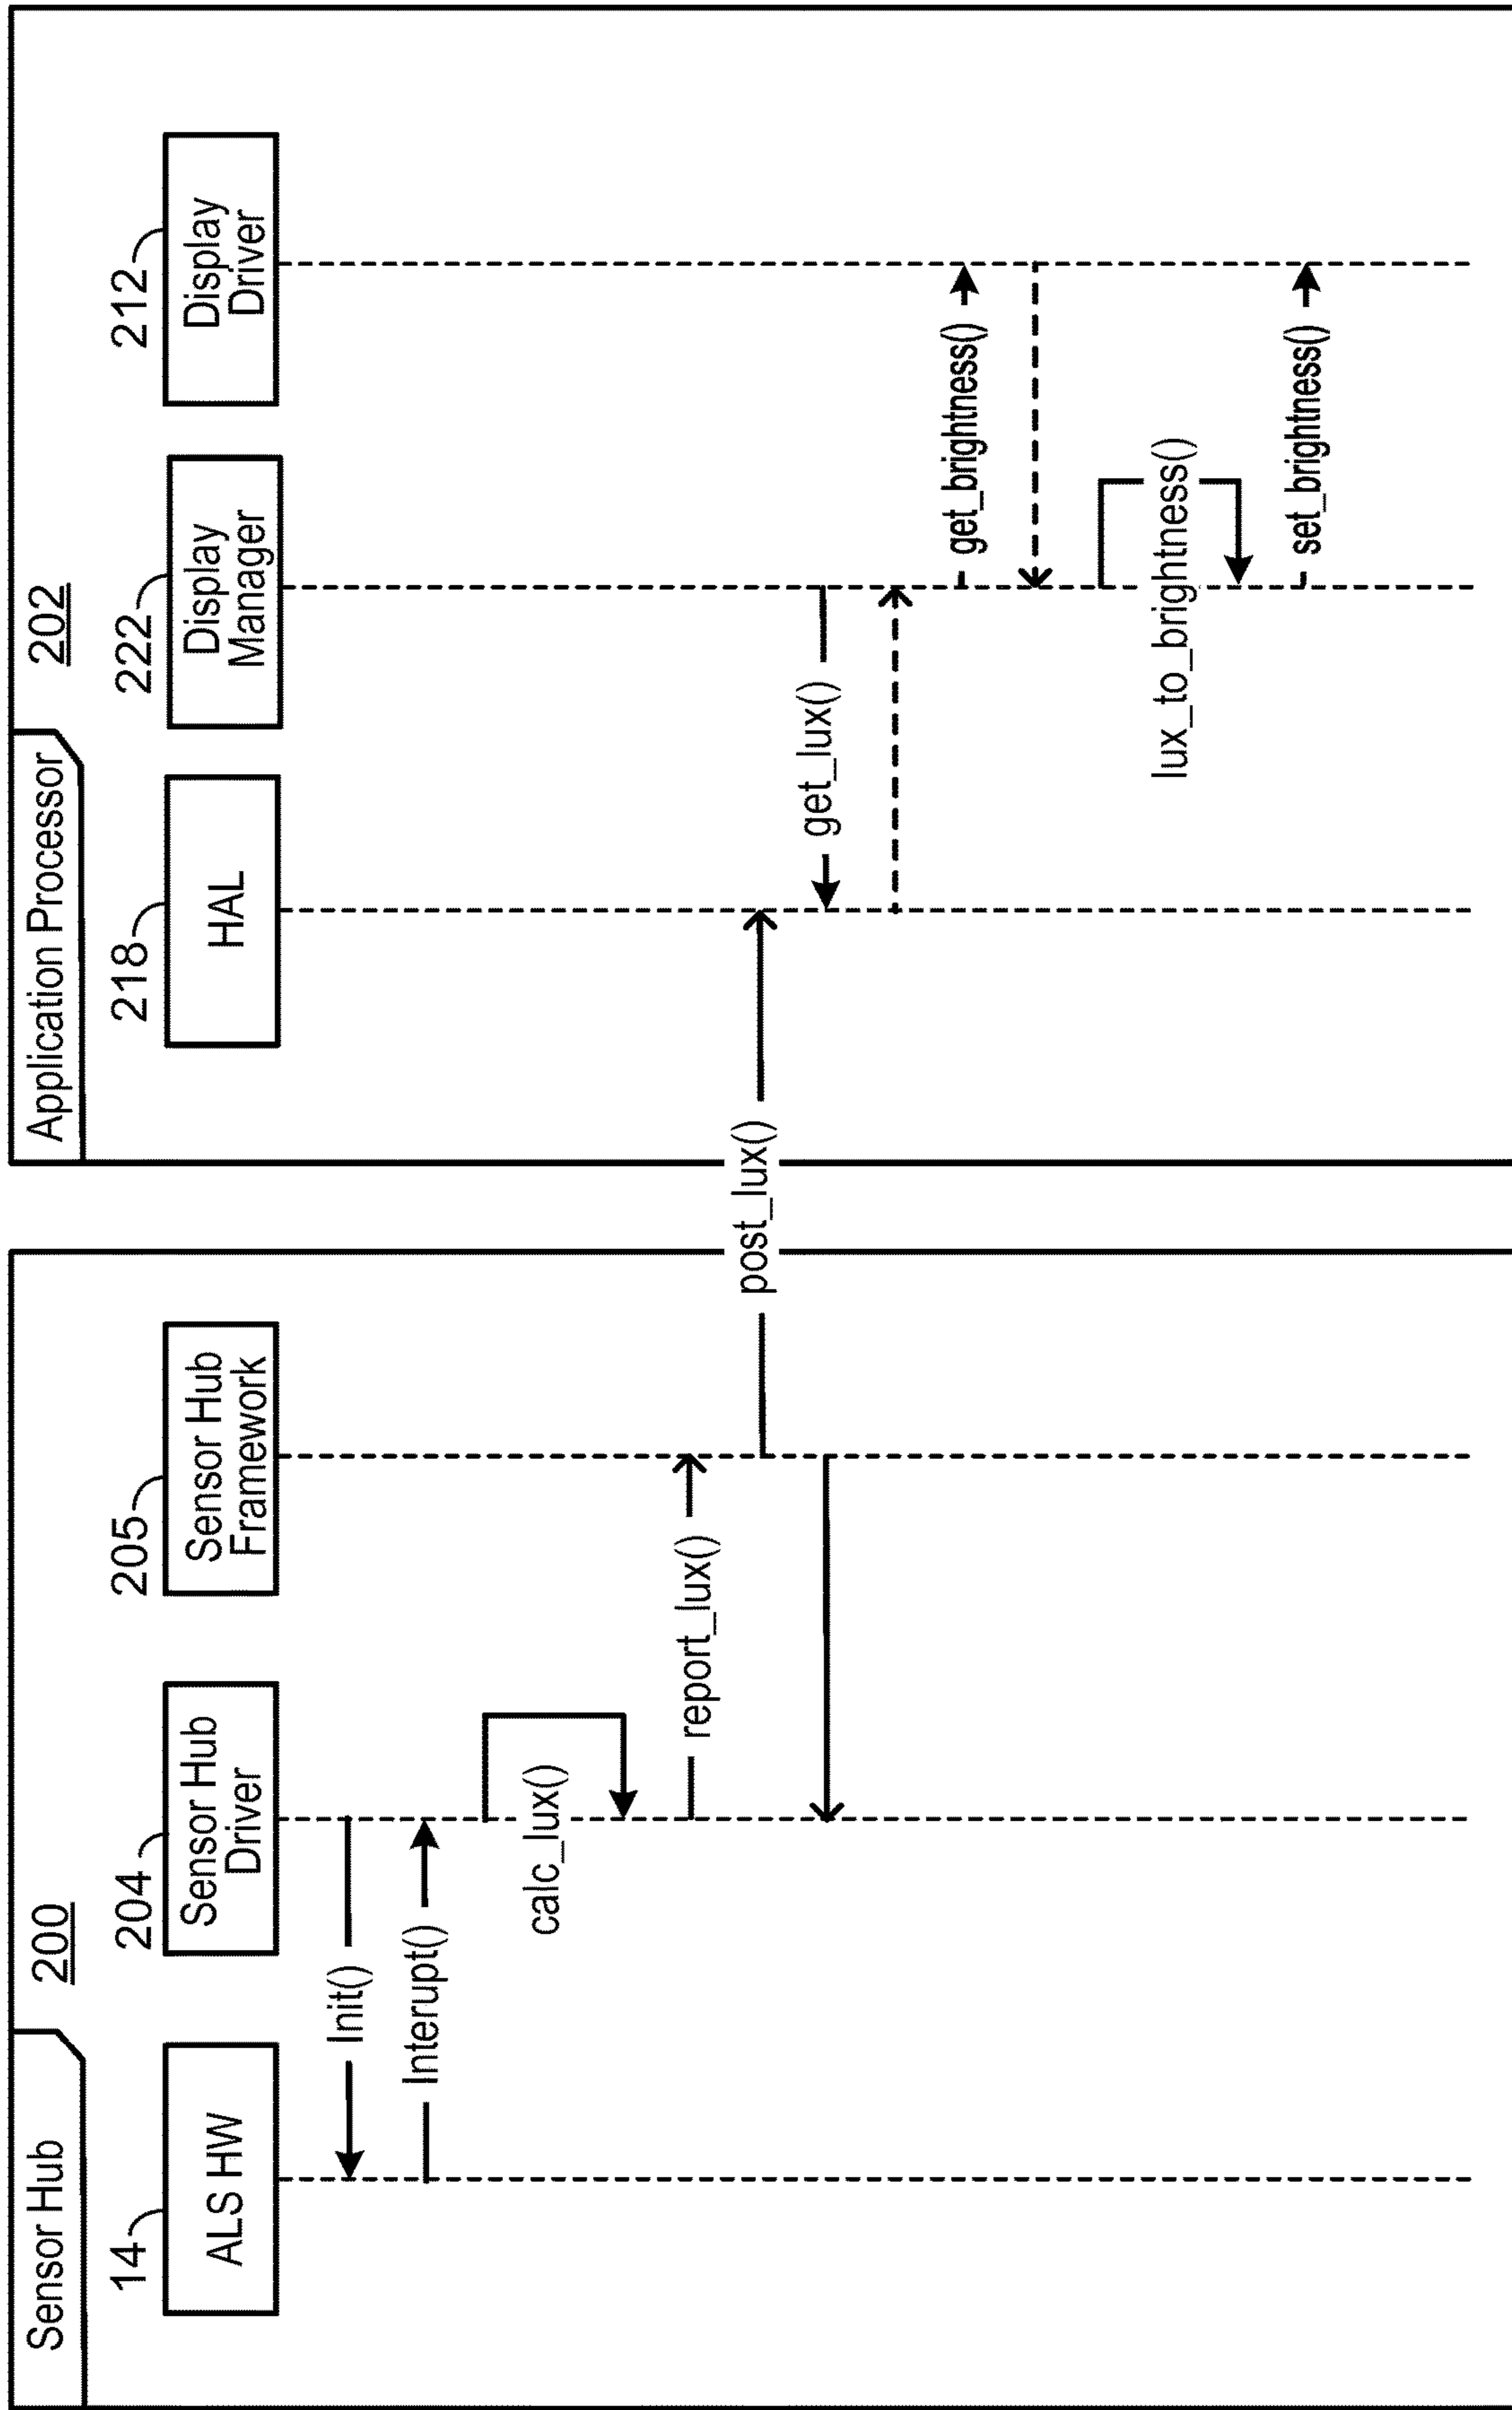 Sensor Hub
200
Application Processor
202
14
204
205
218
222
212
ALS HW
Sensor Hub
Driver
Sensor Hub
Framework
HAL
Display
Manager
Display
Driver
Init()
Interupt()
calc_lux()
report_lux()
post_lux()
get_lux()
get_brightness()
lux_to_brightness()
set_brightness()